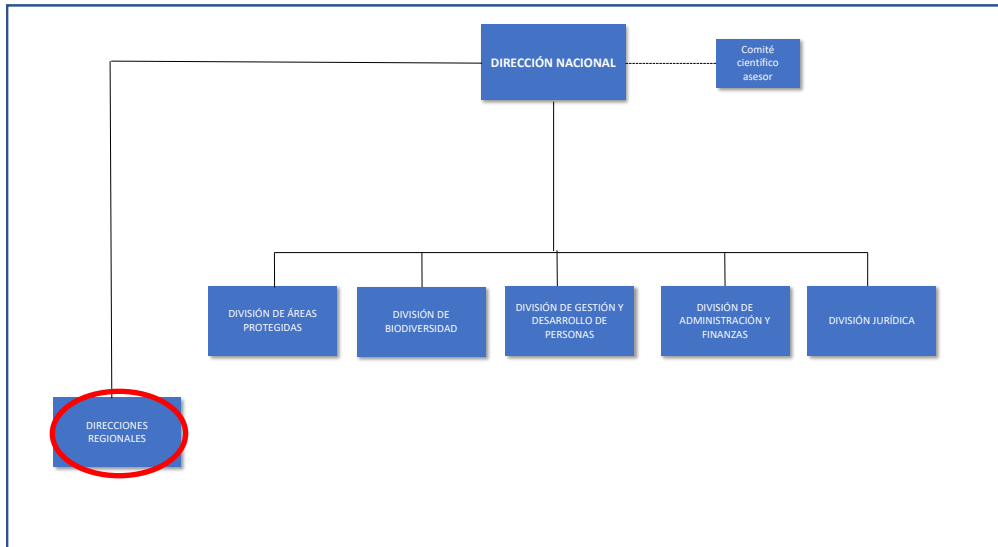 DIRECCIÓN NACIONAL
Comité
científico
asesor
DIVISIÓN DE ÁREAS
PROTEGIDAS
DIVISIÓN DE
BIODIVERSIDAD
DIVISIÓN DE GESTIÓN Y
DESARROLLO DE
PERSONAS
DIVISIÓN DE
ADMINISTRACIÓN Y
FINANZAS
DIVISIÓN JURÍDICA
DIRECCIONES
REGIONALES